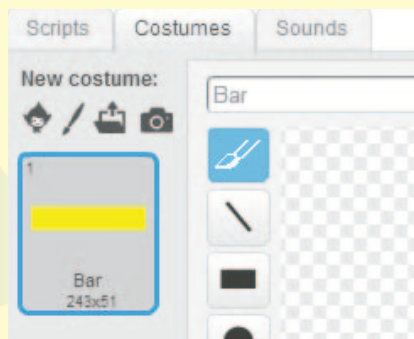 Scripts Costumes Sounds
New costume:
Bar
1
Bar
243x51